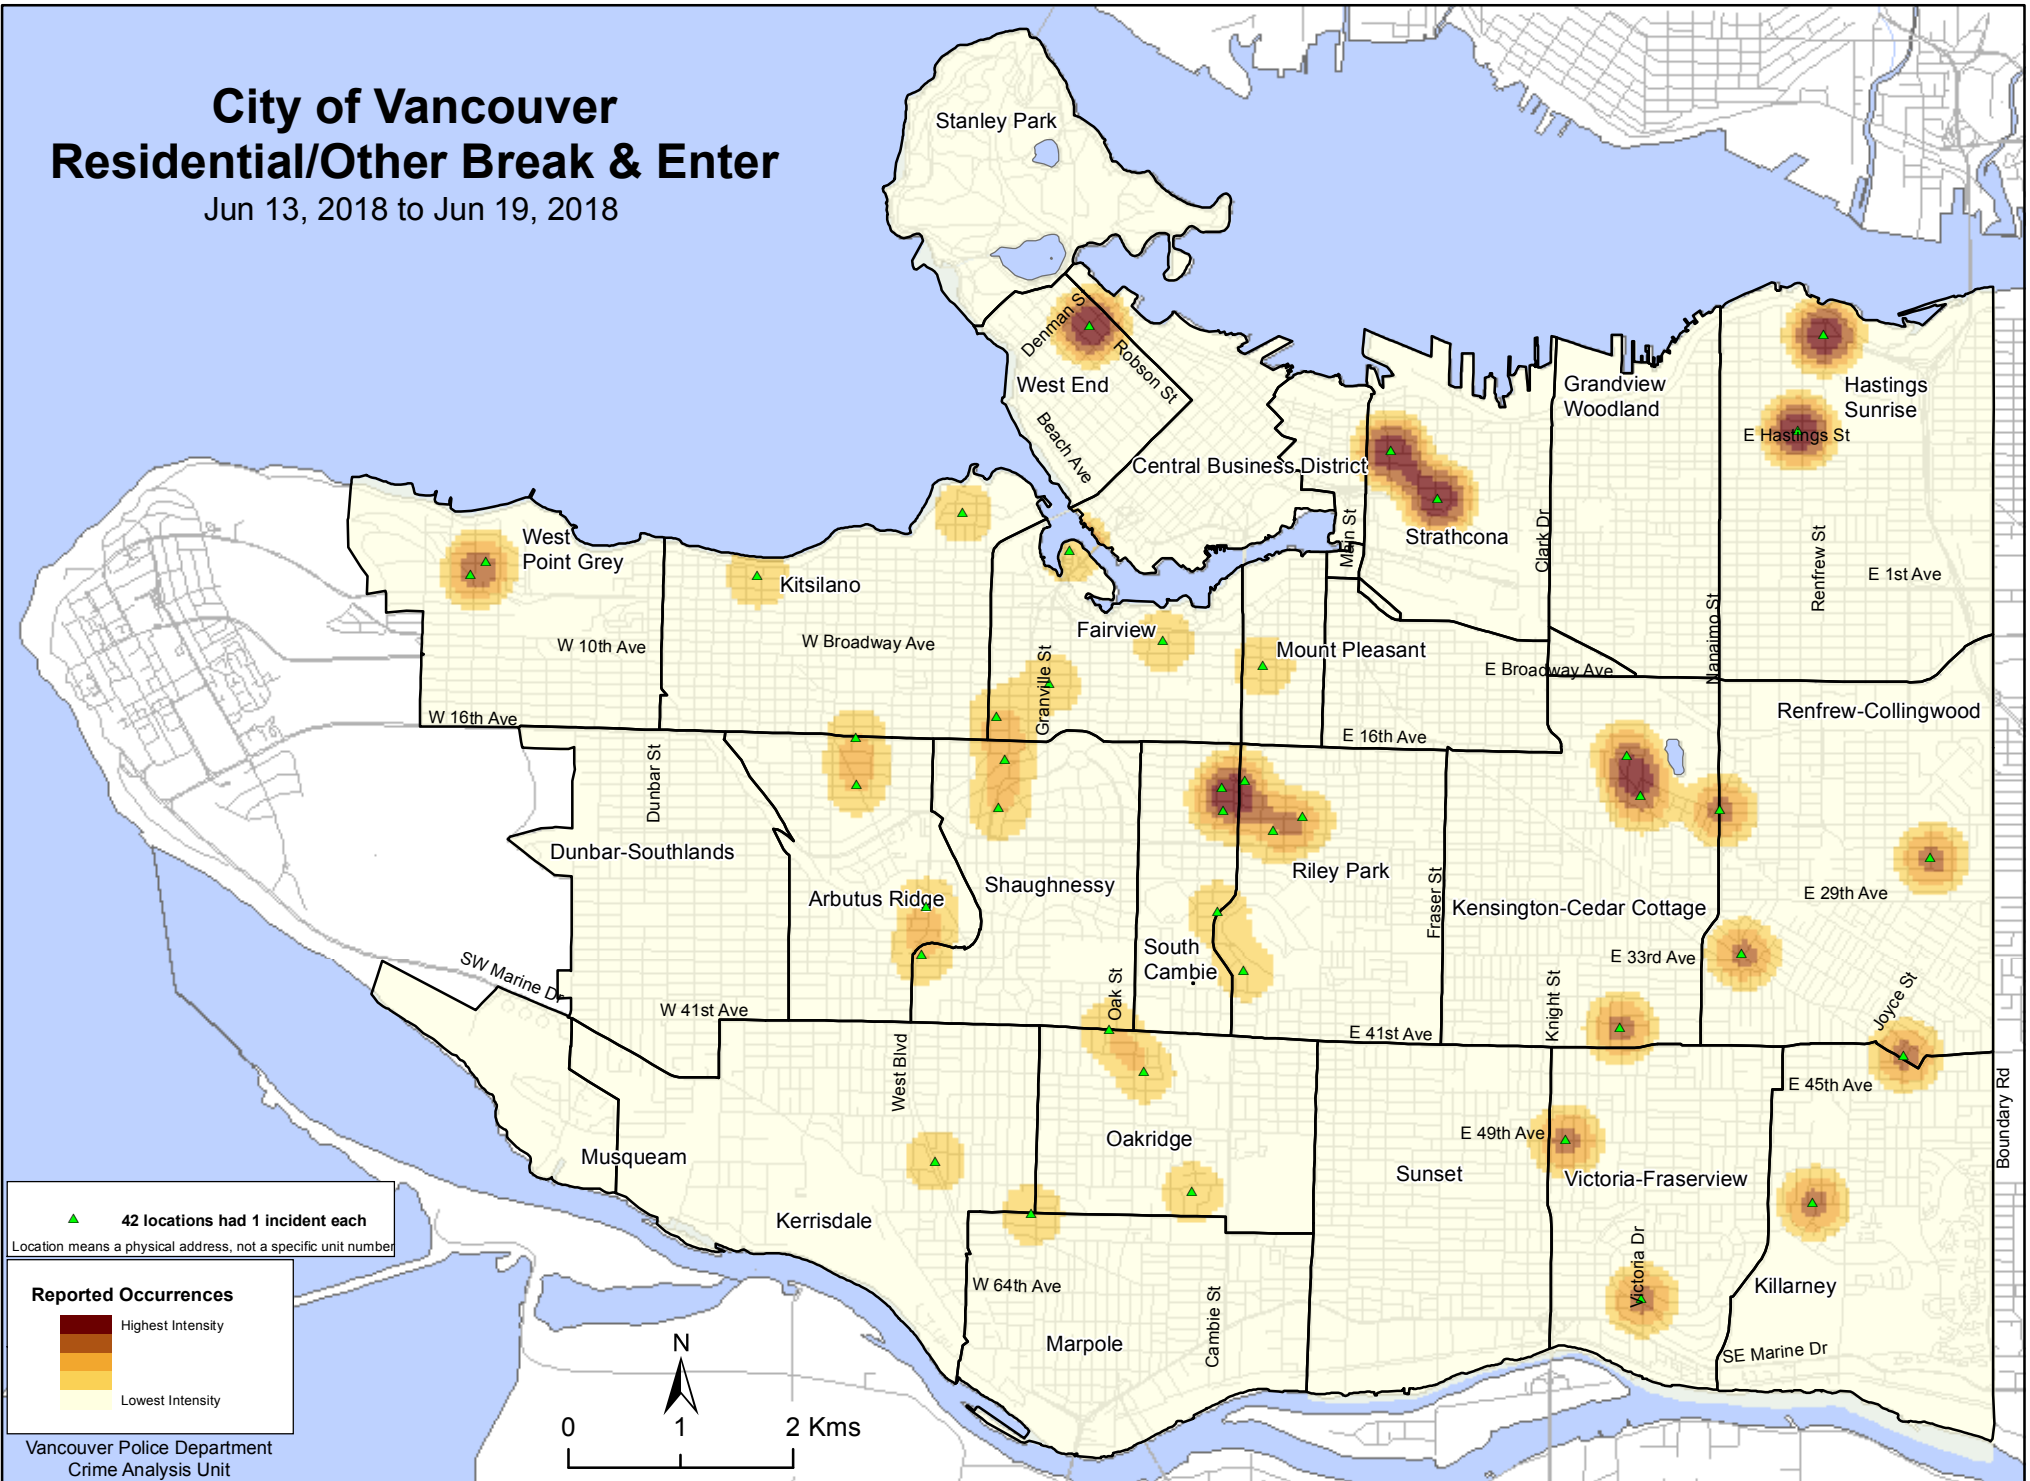 City of Vancouver
Residential/Other Break & Enter
Jun 13, 2018 to Jun 19, 2018
Stanley Park
Denman St
Robson St
West End
Beach Ave
Central Business District
Grandview
Woodland
Hastings
Sunrise
E Hastings St
Main St
Strathcona
Clark Dr
Nanaimo St
Renfrew St
E 1st Ave
West
Point Grey
Kitsilano
W 10th Ave
W Broadway Ave
Fairview
Granville St
Mount Pleasant
E Broadway Ave
W 16th Ave
E 16th Ave
Renfrew-Collingwood
Dunbar St
Dunbar-Southlands
Arbutus Ridge
Shaughnessy
Riley Park
Fraser St
Kensington-Cedar Cottage
E 29th Ave
South
Cambie
Oak St
E 33rd Ave
Knight St
Joyce St
SW Marine Dr
W 41st Ave
E 41st Ave
West Blvd
E 45th Ave
Boundary Rd
Musqueam
Oakridge
E 49th Ave
Sunset
Victoria-Fraserview
Kerrisdale
Victoria Dr
Killarney
W 64th Ave
Marpole
Cambie St
SE Marine Dr
42 locations had 1 incident each
Location means a physical address, not a specific unit number
Reported Occurrences
Highest Intensity
Lowest Intensity
Vancouver Police Department
Crime Analysis Unit
N
0 1 2 Kms